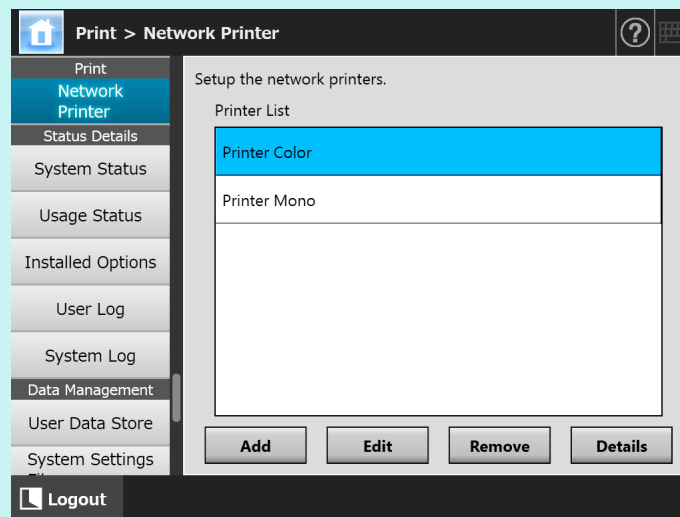 Print > Network Printer
?
Print
Network
Printer
Status Details
System Status
Usage Status
Installed Options
User Log
System Log
Data Management
User Data Store
System Settings
Setup the network printers.
Printer List
Printer Color
Printer Mono
Add
Edit
Remove
Details
Logout